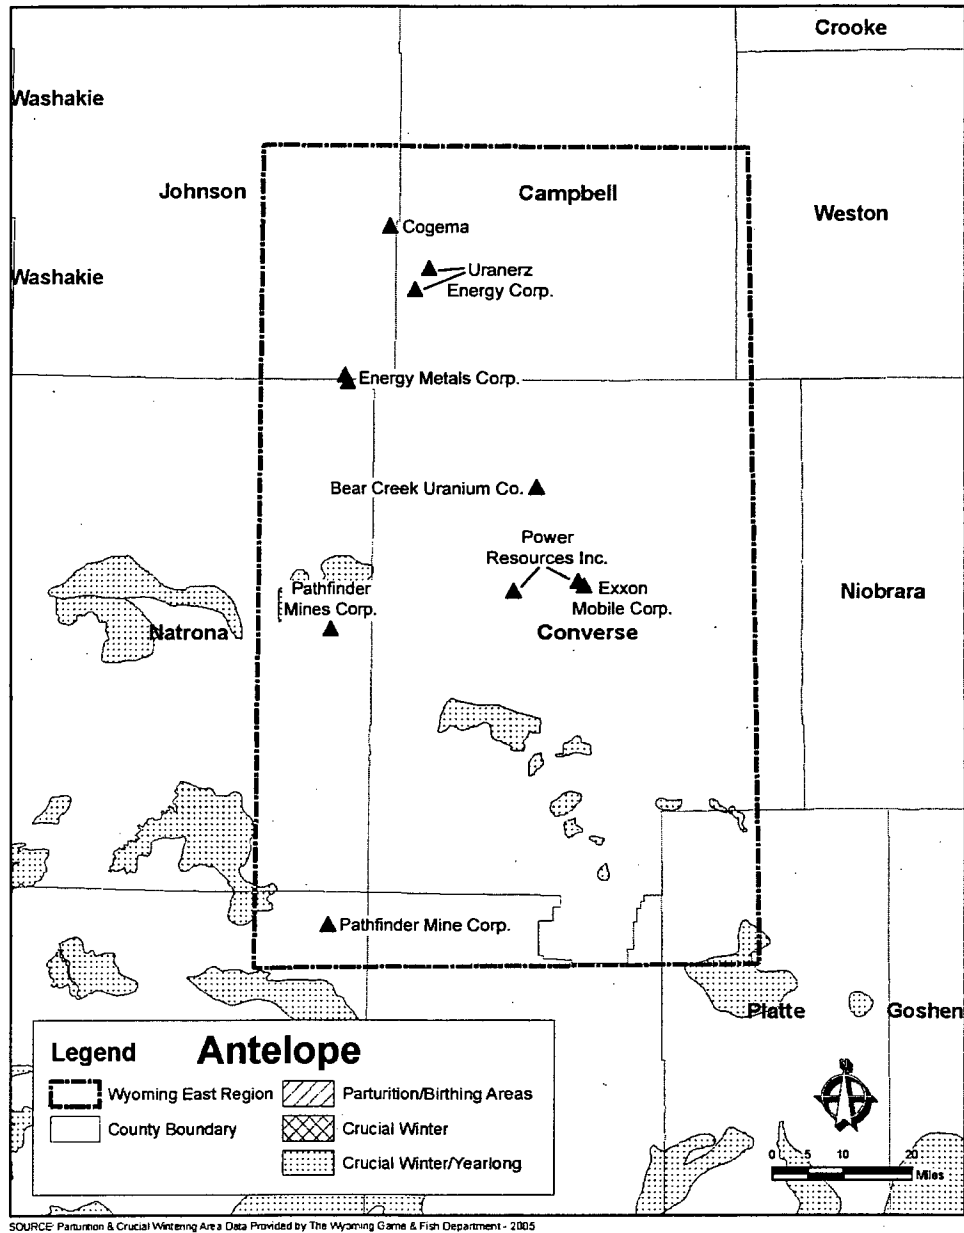 Crooke
Washakie
Johnson
Campbell
Weston
Cogema
Washakie
Uranerz
Energy Corp.
Energy Metals Corp.
Bear Creek Uranium Co.
Power
Resources Inc.
Pathfinder
Mines Corp.
Exxon
Mobile Corp.
Niobrara
Natrona
Converse
Pathfinder Mine Corp.
Platte
Goshen
Legend
Antelope
Wyoming East Region
County Boundary
Parturition/Birthing Areas
Crucial Winter
Crucial Winter/Yearlong
0 5 10 20
Miles
SOURCE: Parturition & Crucial Wintering Area Data Provided by The Wyoming Game & Fish Department - 2005